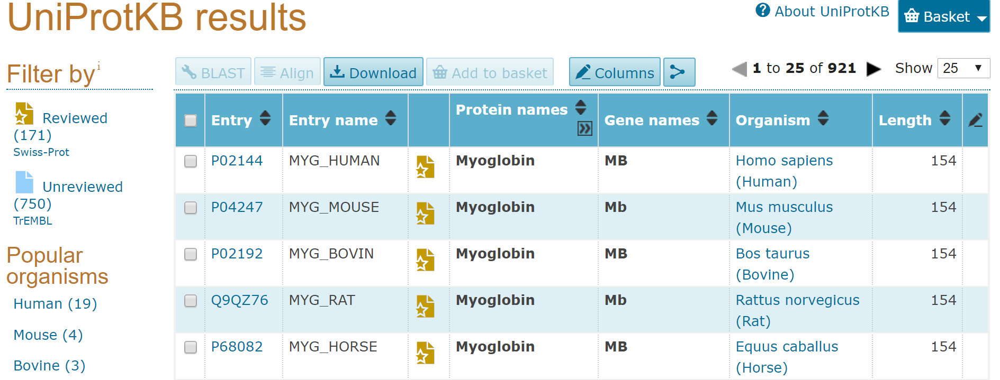 UniProtKB results
About UniProtKB
Basket
Filter by i
BLAST
Align
Download
Add to basket
Columns
1 to 25 of 921
Show 25
Reviewed
(171)
Swiss-Prot
Unreviewed
(750)
TrEMBL
Popular
organisms
Human (19)
Mouse (4)
Bovine (3)
Entry Entry name Protein names Gene names Organism Length
P02144 MYG_HUMAN Myoglobin MB Homo sapiens 154
(Human)
P04247 MYG_MOUSE Myoglobin Mb Mus musculus 154
(Mouse)
P02192 MYG_BOVIN Myoglobin MB Bos taurus 154
(Bovine)
Q9QZ76 MYG_RAT Myoglobin Mb Rattus norvegicus 154
(Rat)
P68082 MYG_HORSE Myoglobin MB Equus caballus 154
(Horse)